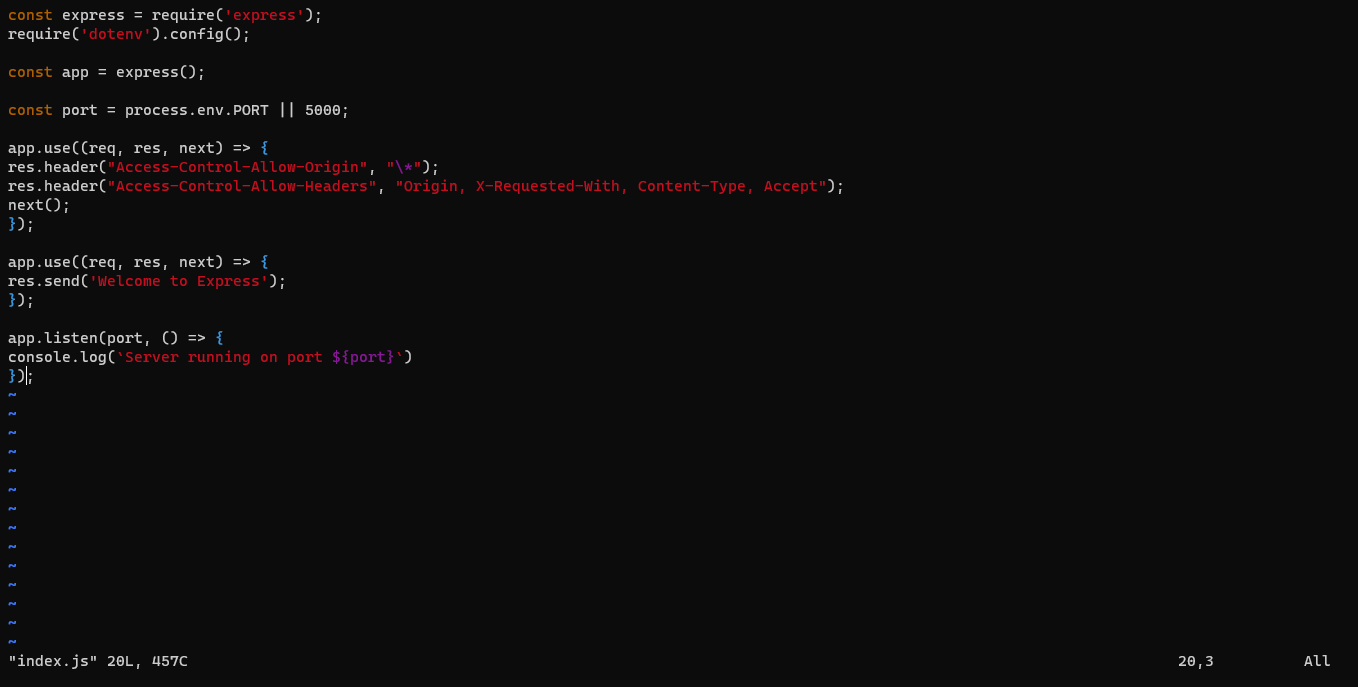 const express = require('express');
require('dotenv').config();
const app = express();
const port = process.env.PORT || 5000;
app.use((req, res, next) => {
res.header("Access-Control-Allow-Origin", "\*");
res.header("Access-Control-Allow-Headers", "Origin, X-Requested-With, Content-Type, Accept");
next();
});
app.use((req, res, next) => {
res.send('Welcome to Express');
});
app.listen(port, () => {
console.log(`Server running on port ${port}`)
});
~
~
~
~
~
~
~
~
~
~
~
~
~
~
"index.js" 20L, 457C 20,3 All